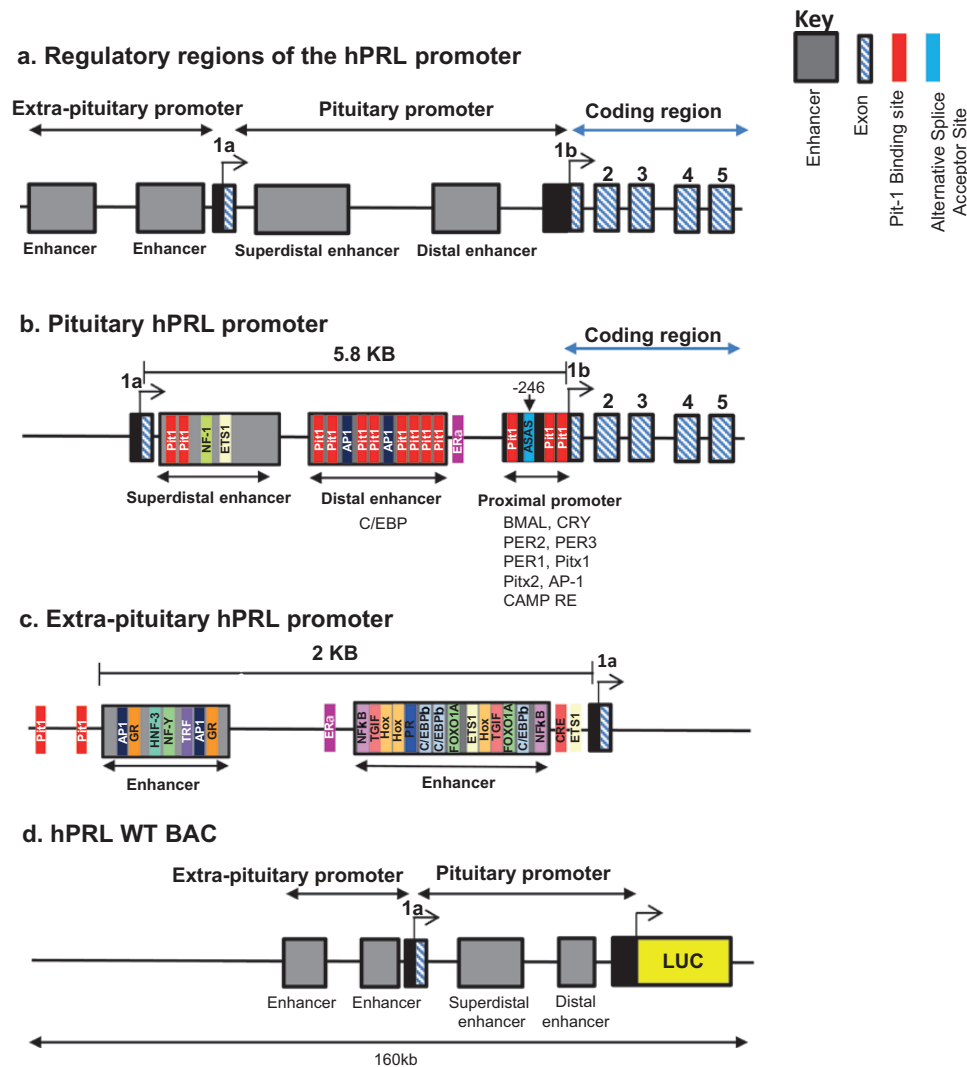 Key
Enhancer
Exon
Pit-1 Binding site
Alternative Splice
Acceptor Site
a. Regulatory regions of the hPRL promoter
Extra-pituitary promoter
Pituitary promoter
Coding region
1a
1b
2
3
4
5
Enhancer
Enhancer
Superdistal enhancer
Distal enhancer
b. Pituitary hPRL promoter
Coding region
5.8 KB
1a
-246
1b
2
3
4
5
Pit1
Pit1
NF-1
ETS1
Pit1
Pit1
AP1
Pit1
Pit1
AP1
Pit1
Pit1
Pit1
Pit1
ERa
Pit1
ASAS
Pit1
Pit1
Superdistal enhancer
Distal enhancer
Proximal promoter
C/EBP
BMAL, CRY
PER2, PER3
PER1, Pitx1
Pitx2, AP-1
CAMP RE
c. Extra-pituitary hPRL promoter
2 KB
1a
Pit1
Pit1
AP1
GR
HNF-3
NF-Y
TRF
AP1
GR
ERa
NFkB
TGIF
Hox
Hox
PR
C/EBPb
C/EBPb
FOXO1A
ETS1
Hox
TGIF
FOXO1A
C/EBPb
NFkB
CRE
ETS1
Enhancer
Enhancer
d. hPRL WT BAC
Extra-pituitary promoter
Pituitary promoter
1a
LUC
Enhancer
Enhancer
Superdistal
enhancer
Distal
enhancer
160kb